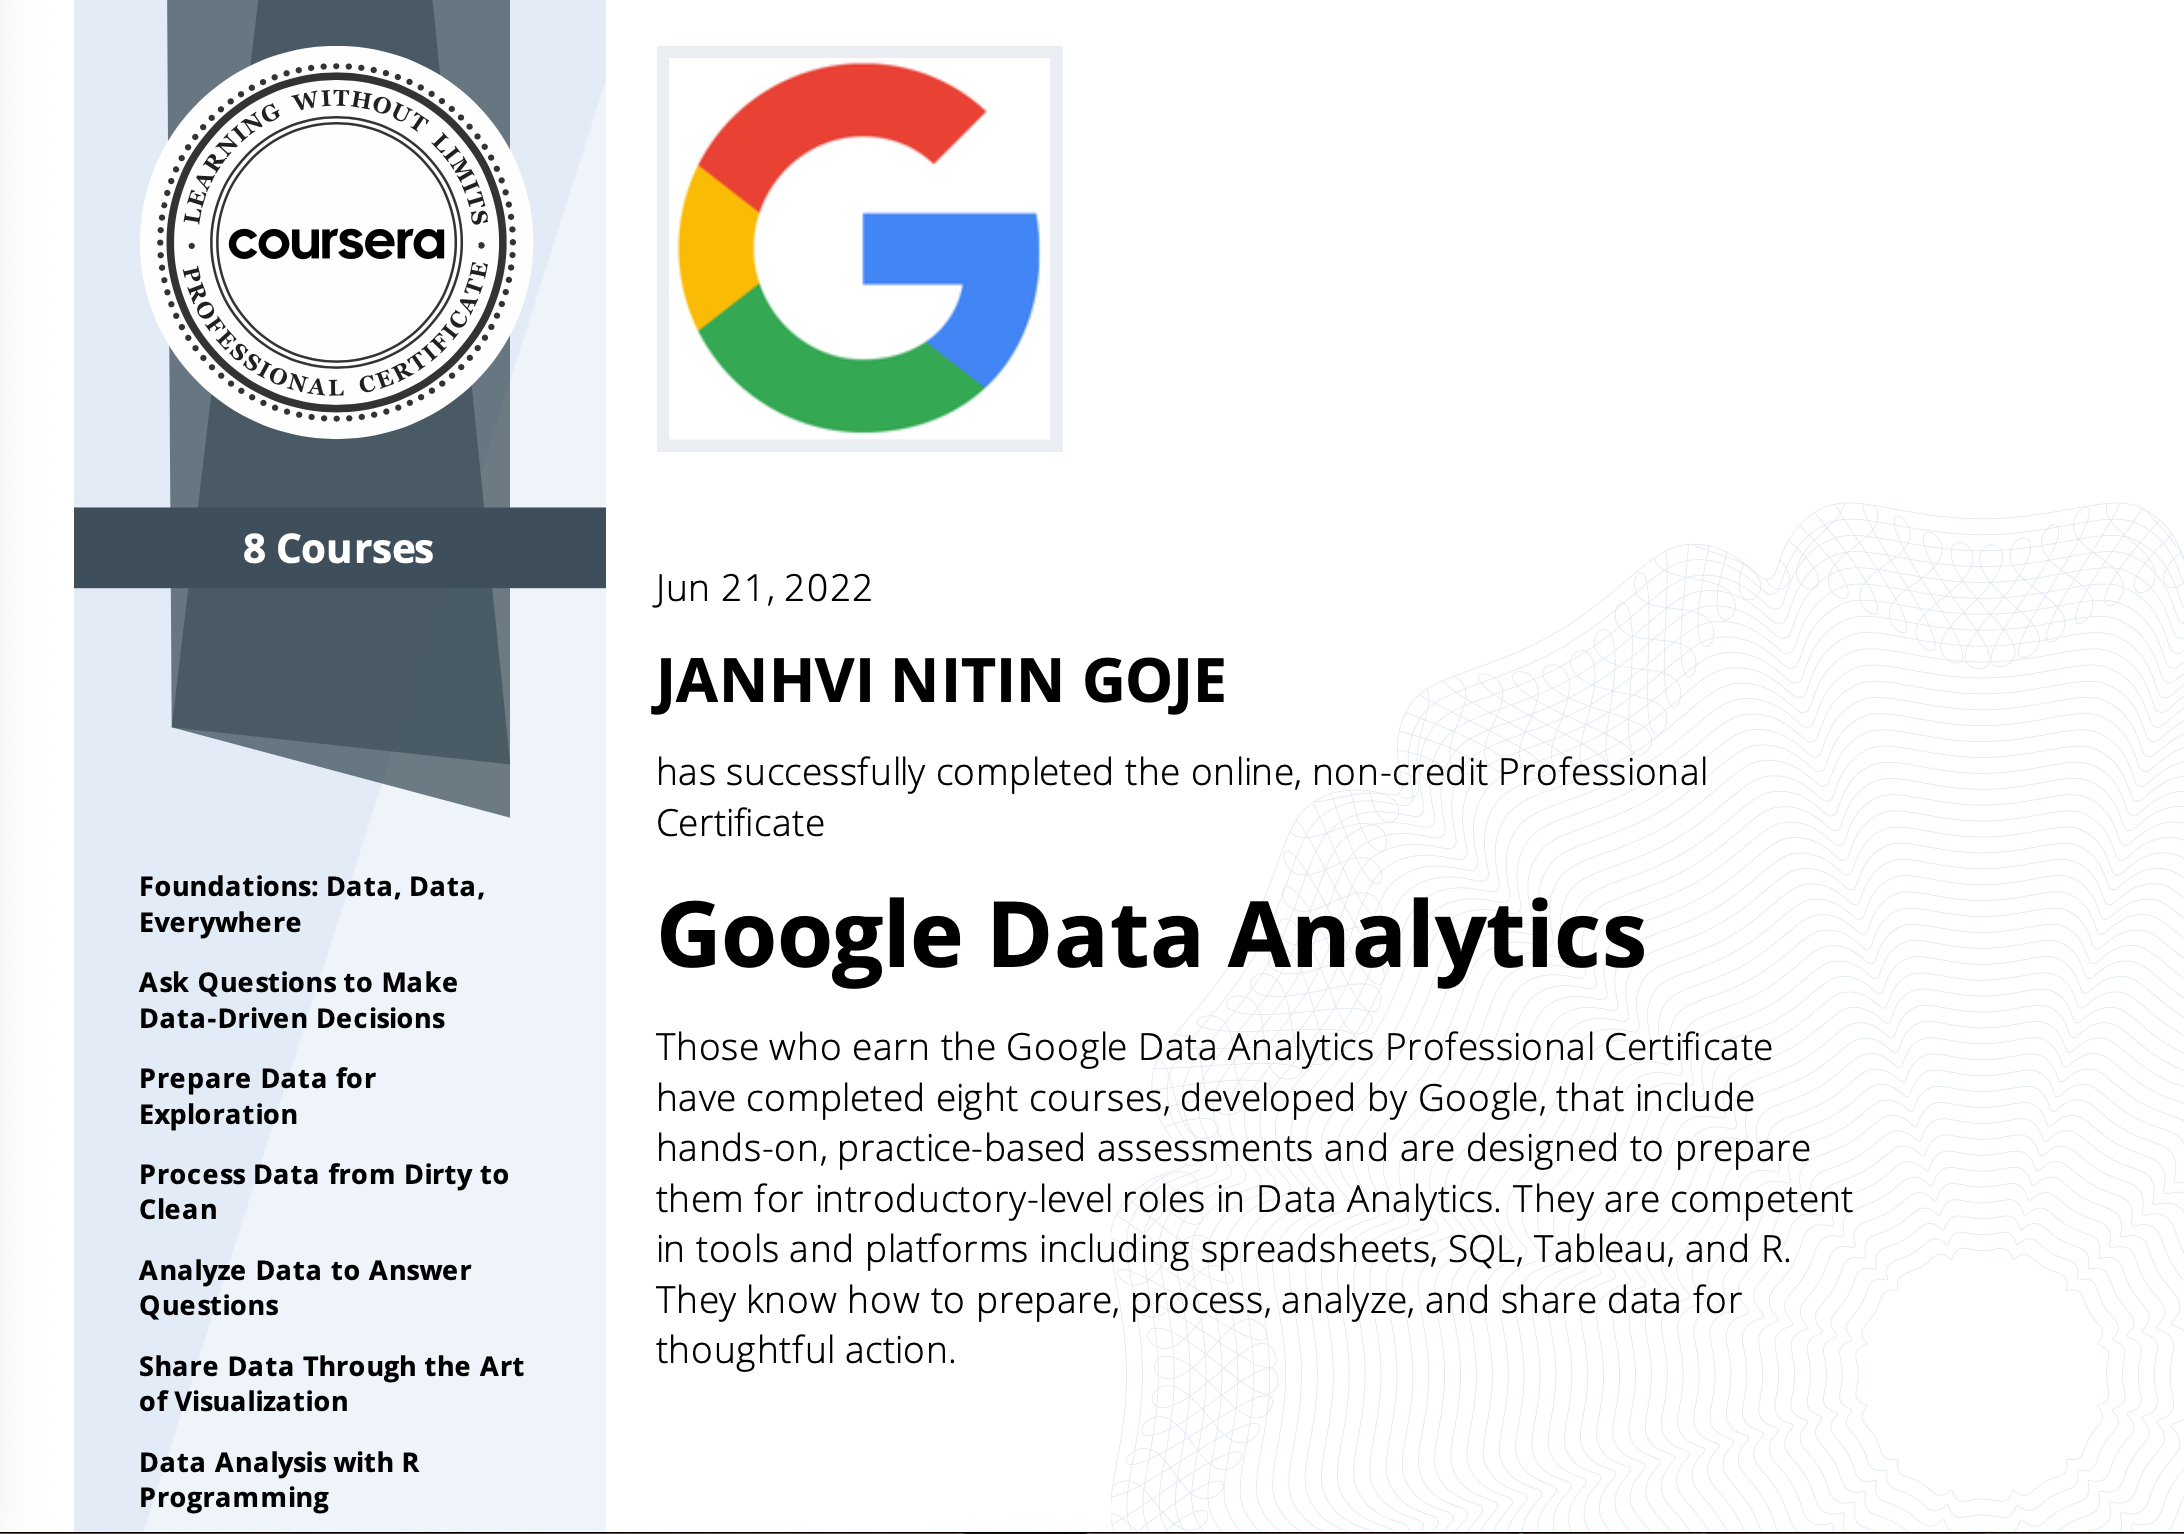 LEARNING WITHOUT LIMITS
coursera
PROFESSIONAL CERTIFICATE
8 Courses
Foundations: Data, Data,
Everywhere
Ask Questions to Make
Data-Driven Decisions
Prepare Data for
Exploration
Process Data from Dirty to
Clean
Analyze Data to Answer
Questions
Share Data Through the Art
of Visualization
Data Analysis with R
Programming
Jun 21, 2022
JANHVI NITIN GOJE
has successfully completed the online, non-credit Professional
Certificate
Google Data Analytics
Those who earn the Google Data Analytics Professional Certificate
have completed eight courses, developed by Google, that include
hands-on, practice-based assessments and are designed to prepare
them for introductory-level roles in Data Analytics. They are competent
in tools and platforms including spreadsheets, SQL, Tableau, and R.
They know how to prepare, process, analyze, and share data for
thoughtful action.